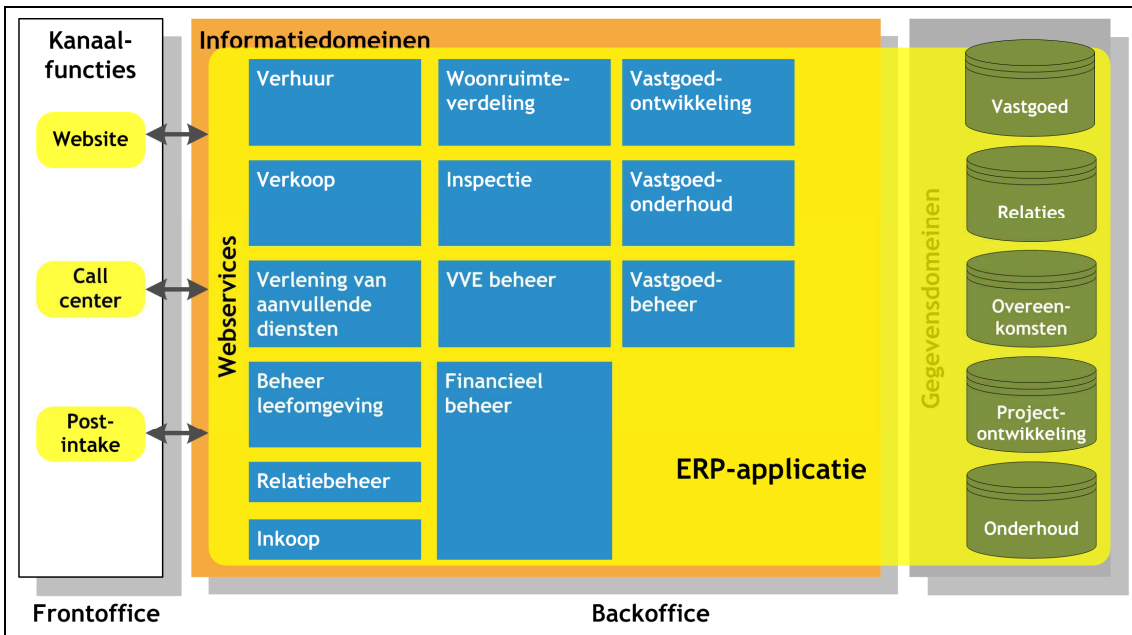 Kanaal-
functies
Website
Call
center
Post-
intake
Frontoffice
Informatiedomeinen
Webservices
Verhuur
Woonruimte-
verdeling
Vastgoed-
ontwikkeling
Verkoop
Inspectie
Vastgoed-
onderhoud
Verlening van
aanvullende
diensten
VVE beheer
Vastgoed-
beheer
Beheer
leefomgeving
Financieel
beheer
Relatiebeheer
Inkoop
ERP-applicatie
Backoffice
Gegevensdomeinen
Vastgoed
Relaties
Overeen-
komsten
Project-
ontwikkeling
Onderhoud